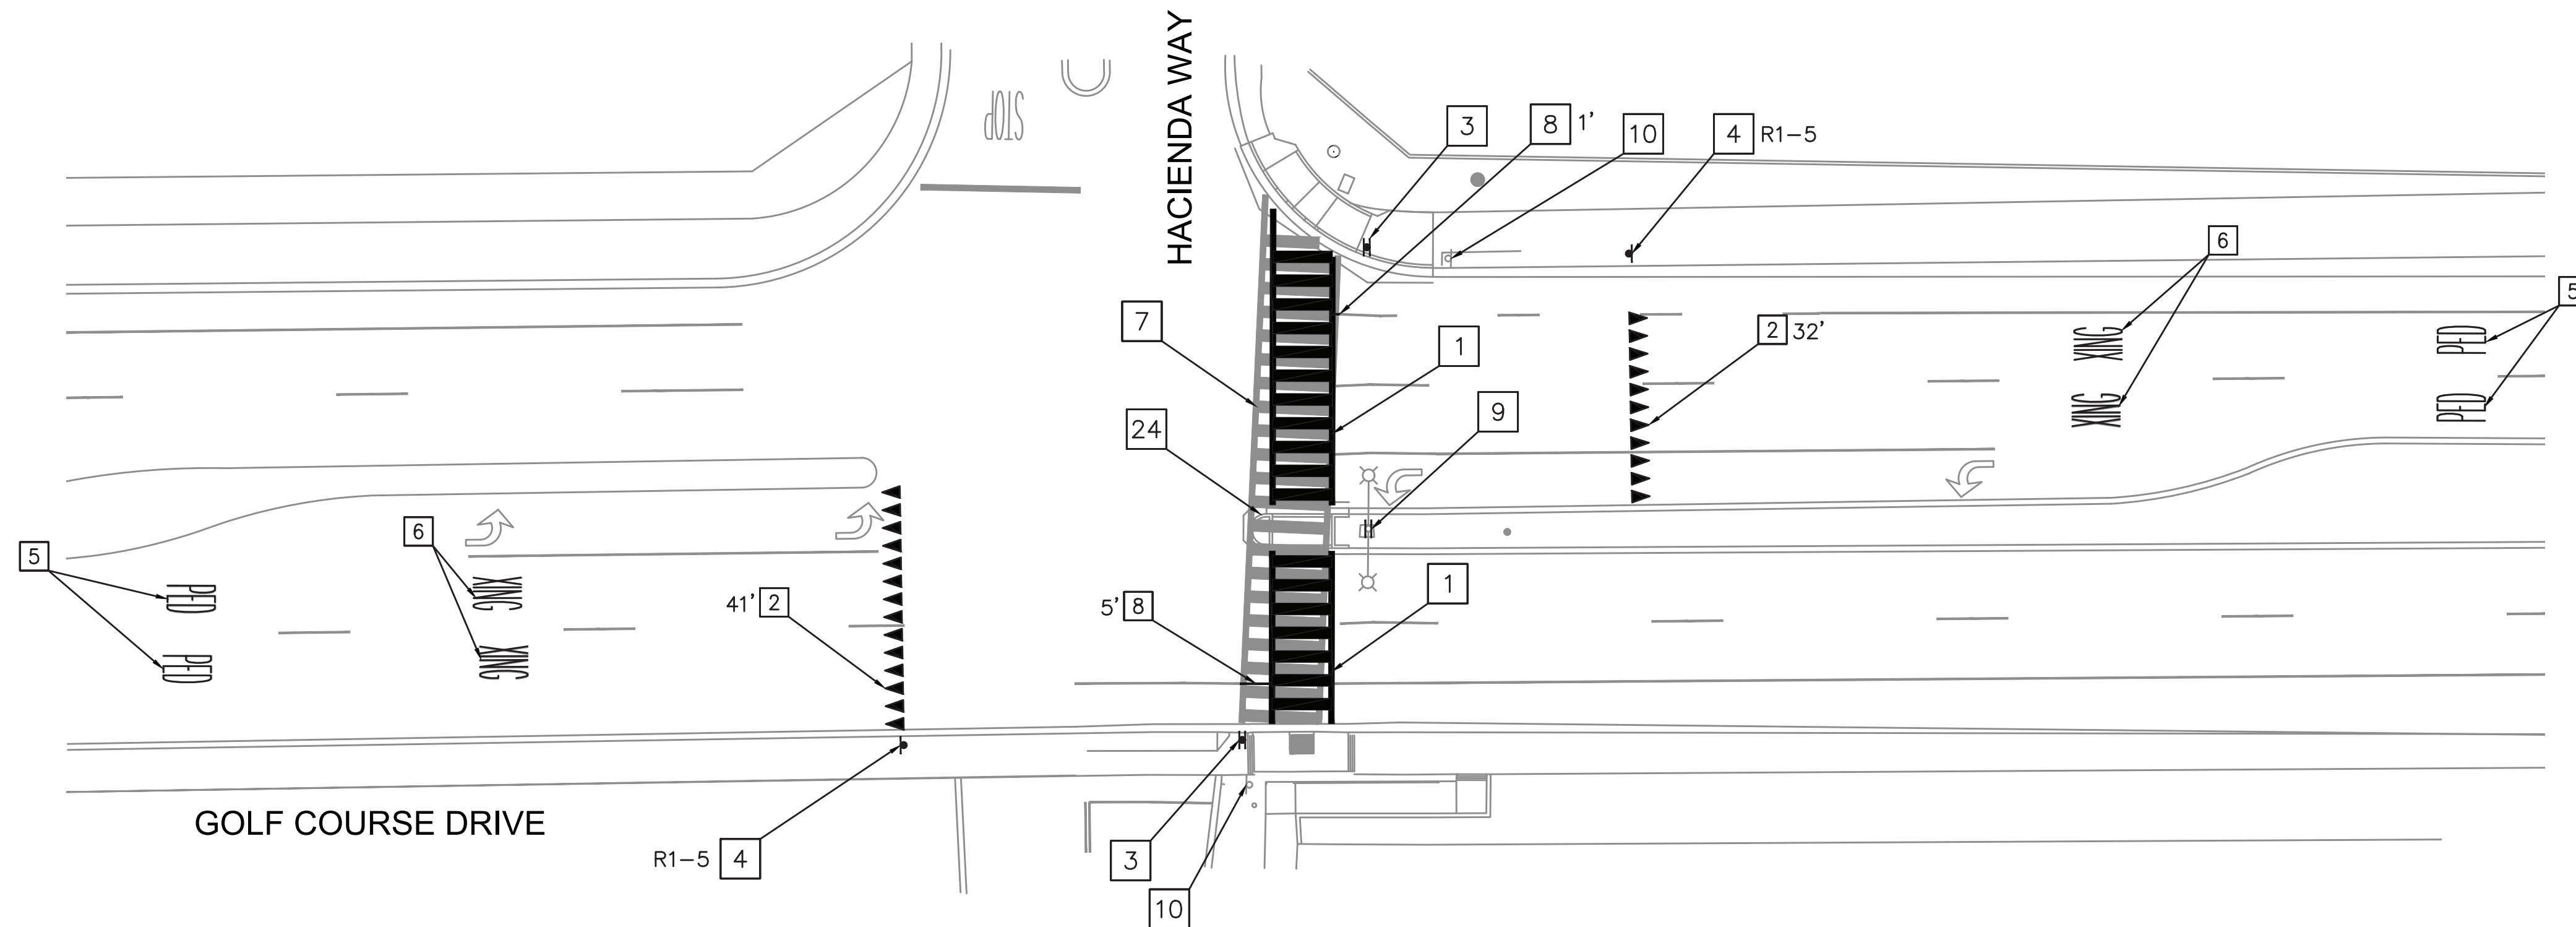 HACIENDA WAY
STOP
3
8 1’
10
4 R1-5
6
5
7
1
2 32’
XING
PED
24
9
XING
PED
6
5
PED
XING
41’ 2
5’ 8
1
PED
XING
GOLF COURSE DRIVE
R1-5 4
3
10